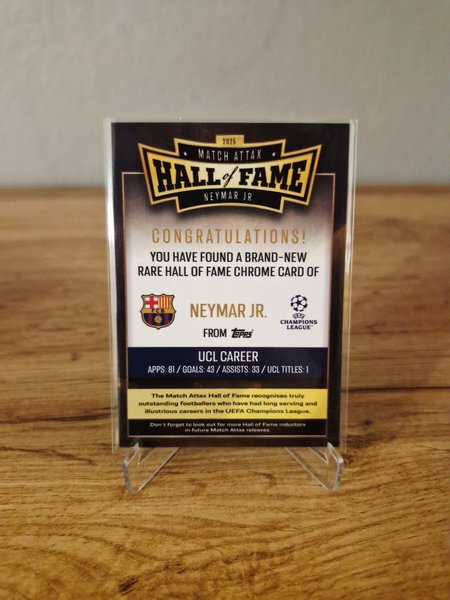 2025
MATCH ATTAX
HALL of FAME
NEYMAR JR.
CONGRATULATIONS!
YOU HAVE FOUND A BRAND-NEW
RARE HALL OF FAME CHROME CARD OF
FCB
NEYMAR JR.
CHAMPIONS
LEAGUE
FROM Topps
UCL CAREER
APPS: 81 / GOALS: 43 / ASSISTS: 33 / UCL TITLES: 1
The Match Attax Hall of Fame recognises truly
outstanding footballers who have had long serving and
illustrious careers in the UEFA Champions League.
Don't forget to look out for more Hall of Fame inductors
in future Match Attax releases.